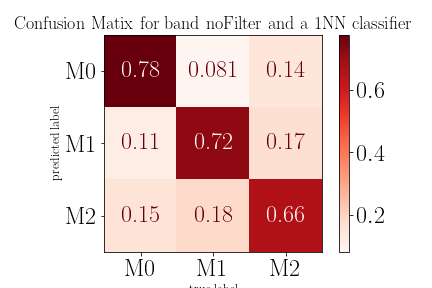 Confusion Matix for band noFilter and a 1NN classifier
M0 0.78 0.081 0.14
M1 0.11 0.72 0.17
M2 0.15 0.18 0.66
M0 M1 M2
predicted label
true label
0.6
0.4
0.2